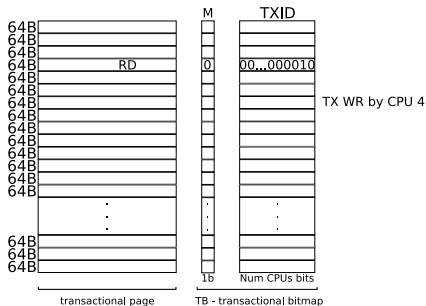 M TXID
64B
64B
64B
64B RD 0 00...000010
64B
64B
64B TX WR by CPU 4
64B
64B
64B
64B
64B
64B
64B
. . .
. . .
. . .
64B
64B
64B
1b Num CPUs bits
transactional page TB - transactional bitmap